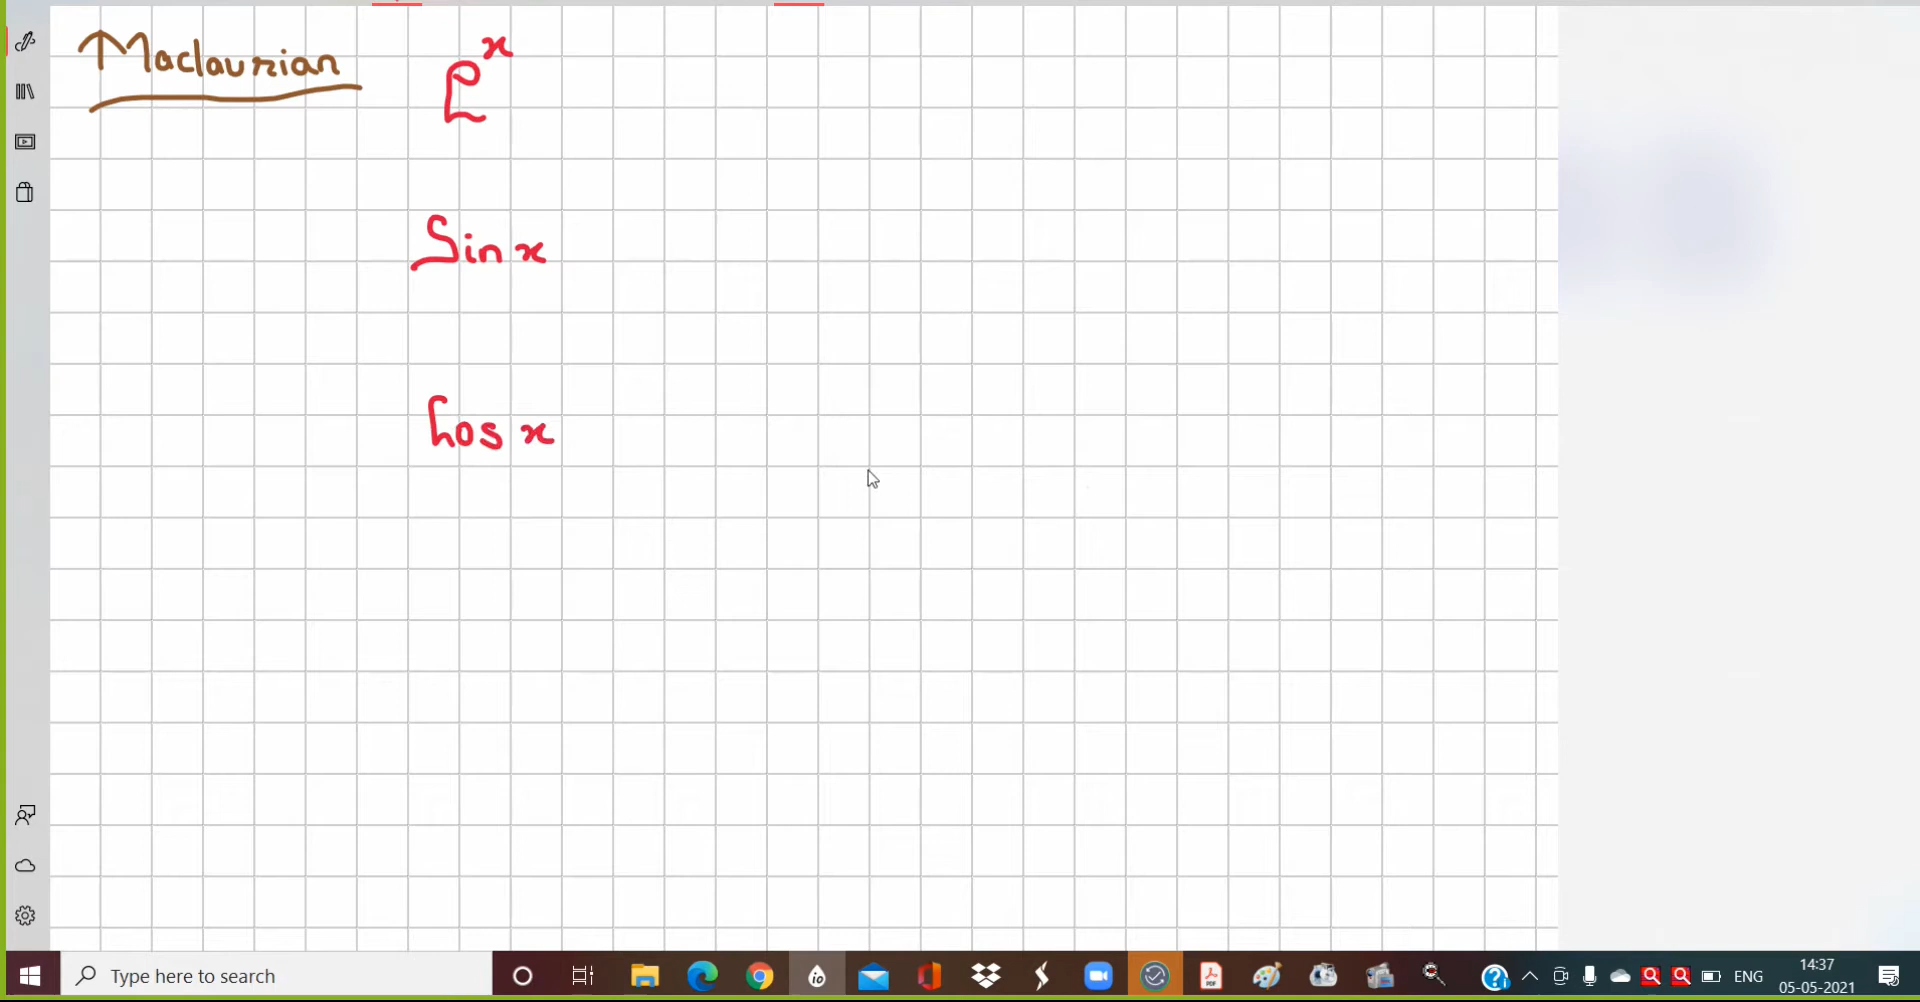 Maclaurian
e^x
Sin x
Cos x
Type here to search
ENG
14:37
05-05-2021